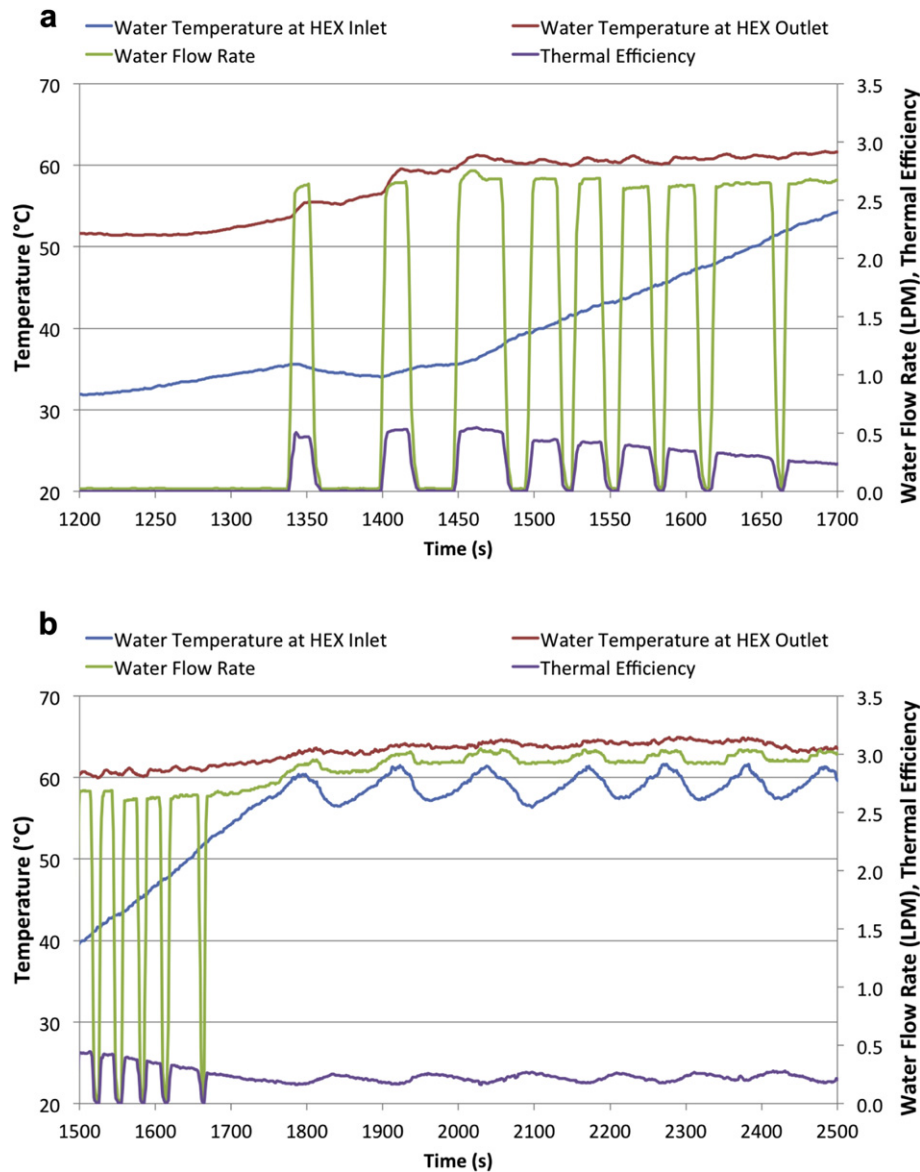 a
Water Temperature at HEX Inlet
Water Temperature at HEX Outlet
Water Flow Rate
Thermal Efficiency
70
60
50
40
30
20
Temperature (°C)
3.5
3.0
2.5
2.0
1.5
1.0
0.5
0.0
Water Flow Rate (LPM), Thermal Efficiency
1200 1250 1300 1350 1400 1450 1500 1550 1600 1650 1700
Time (s)
b
Water Temperature at HEX Inlet
Water Temperature at HEX Outlet
Water Flow Rate
Thermal Efficiency
70
60
50
40
30
20
Temperature (°C)
3.5
3.0
2.5
2.0
1.5
1.0
0.5
0.0
Water Flow Rate (LPM), Thermal Efficiency
1500 1600 1700 1800 1900 2000 2100 2200 2300 2400 2500
Time (s)